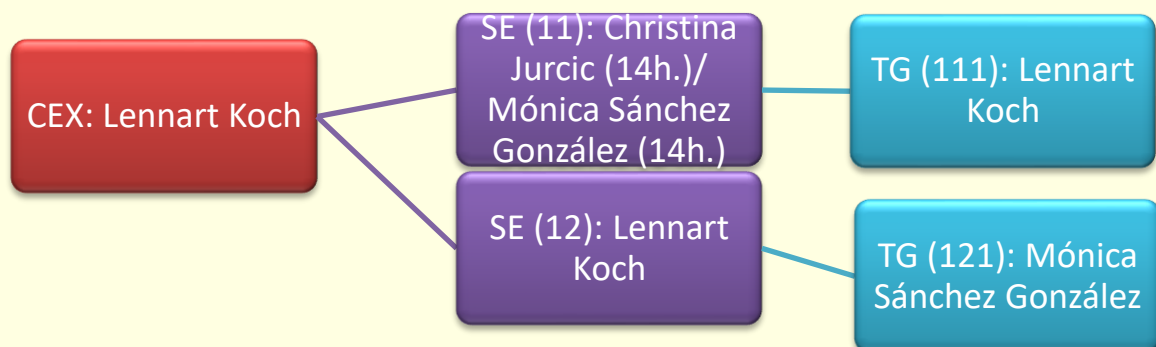 CEX: Lennart Koch
SE (11): Christina
Jurcic (14h.)/
Mónica Sánchez
González (14h.)
TG (111): Lennart
Koch
SE (12): Lennart
Koch
TG (121): Mónica
Sánchez González